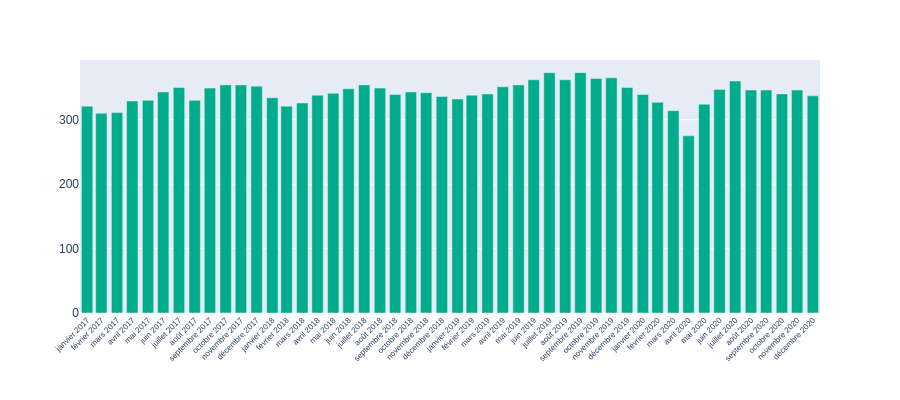 300
200
100
0
janvier 2017
février 2017
mars 2017
avril 2017
mai 2017
juin 2017
juillet 2017
août 2017
septembre 2017
octobre 2017
novembre 2017
décembre 2017
janvier 2018
février 2018
mars 2018
avril 2018
mai 2018
juin 2018
juillet 2018
août 2018
septembre 2018
octobre 2018
novembre 2018
décembre 2018
janvier 2019
février 2019
mars 2019
avril 2019
mai 2019
juin 2019
juillet 2019
août 2019
septembre 2019
octobre 2019
novembre 2019
décembre 2019
janvier 2020
février 2020
mars 2020
avril 2020
mai 2020
juin 2020
juillet 2020
août 2020
septembre 2020
octobre 2020
novembre 2020
décembre 2020